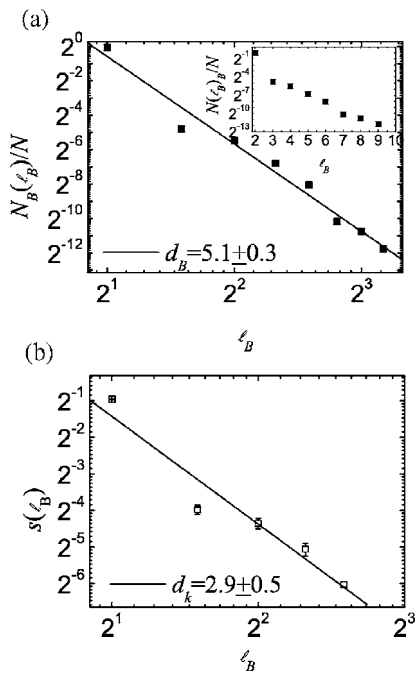 (a)
2^0
2^-2
2^-4
2^-6
2^-8
2^-10
2^-12
N_B(ℓ_B)/N
2^1
2^2
2^3
ℓ_B
d_B=5.1±0.3
2^-1
2^-4
2^-7
2^-10
2^-13
N(ℓ_B)_B/N
2 3 4 5 6 7 8 9 10
ℓ_B
(b)
2^-1
2^-2
2^-3
2^-4
2^-5
2^-6
s(ℓ_B)
d_k=2.9±0.5
2^1
2^2
2^3
ℓ_B